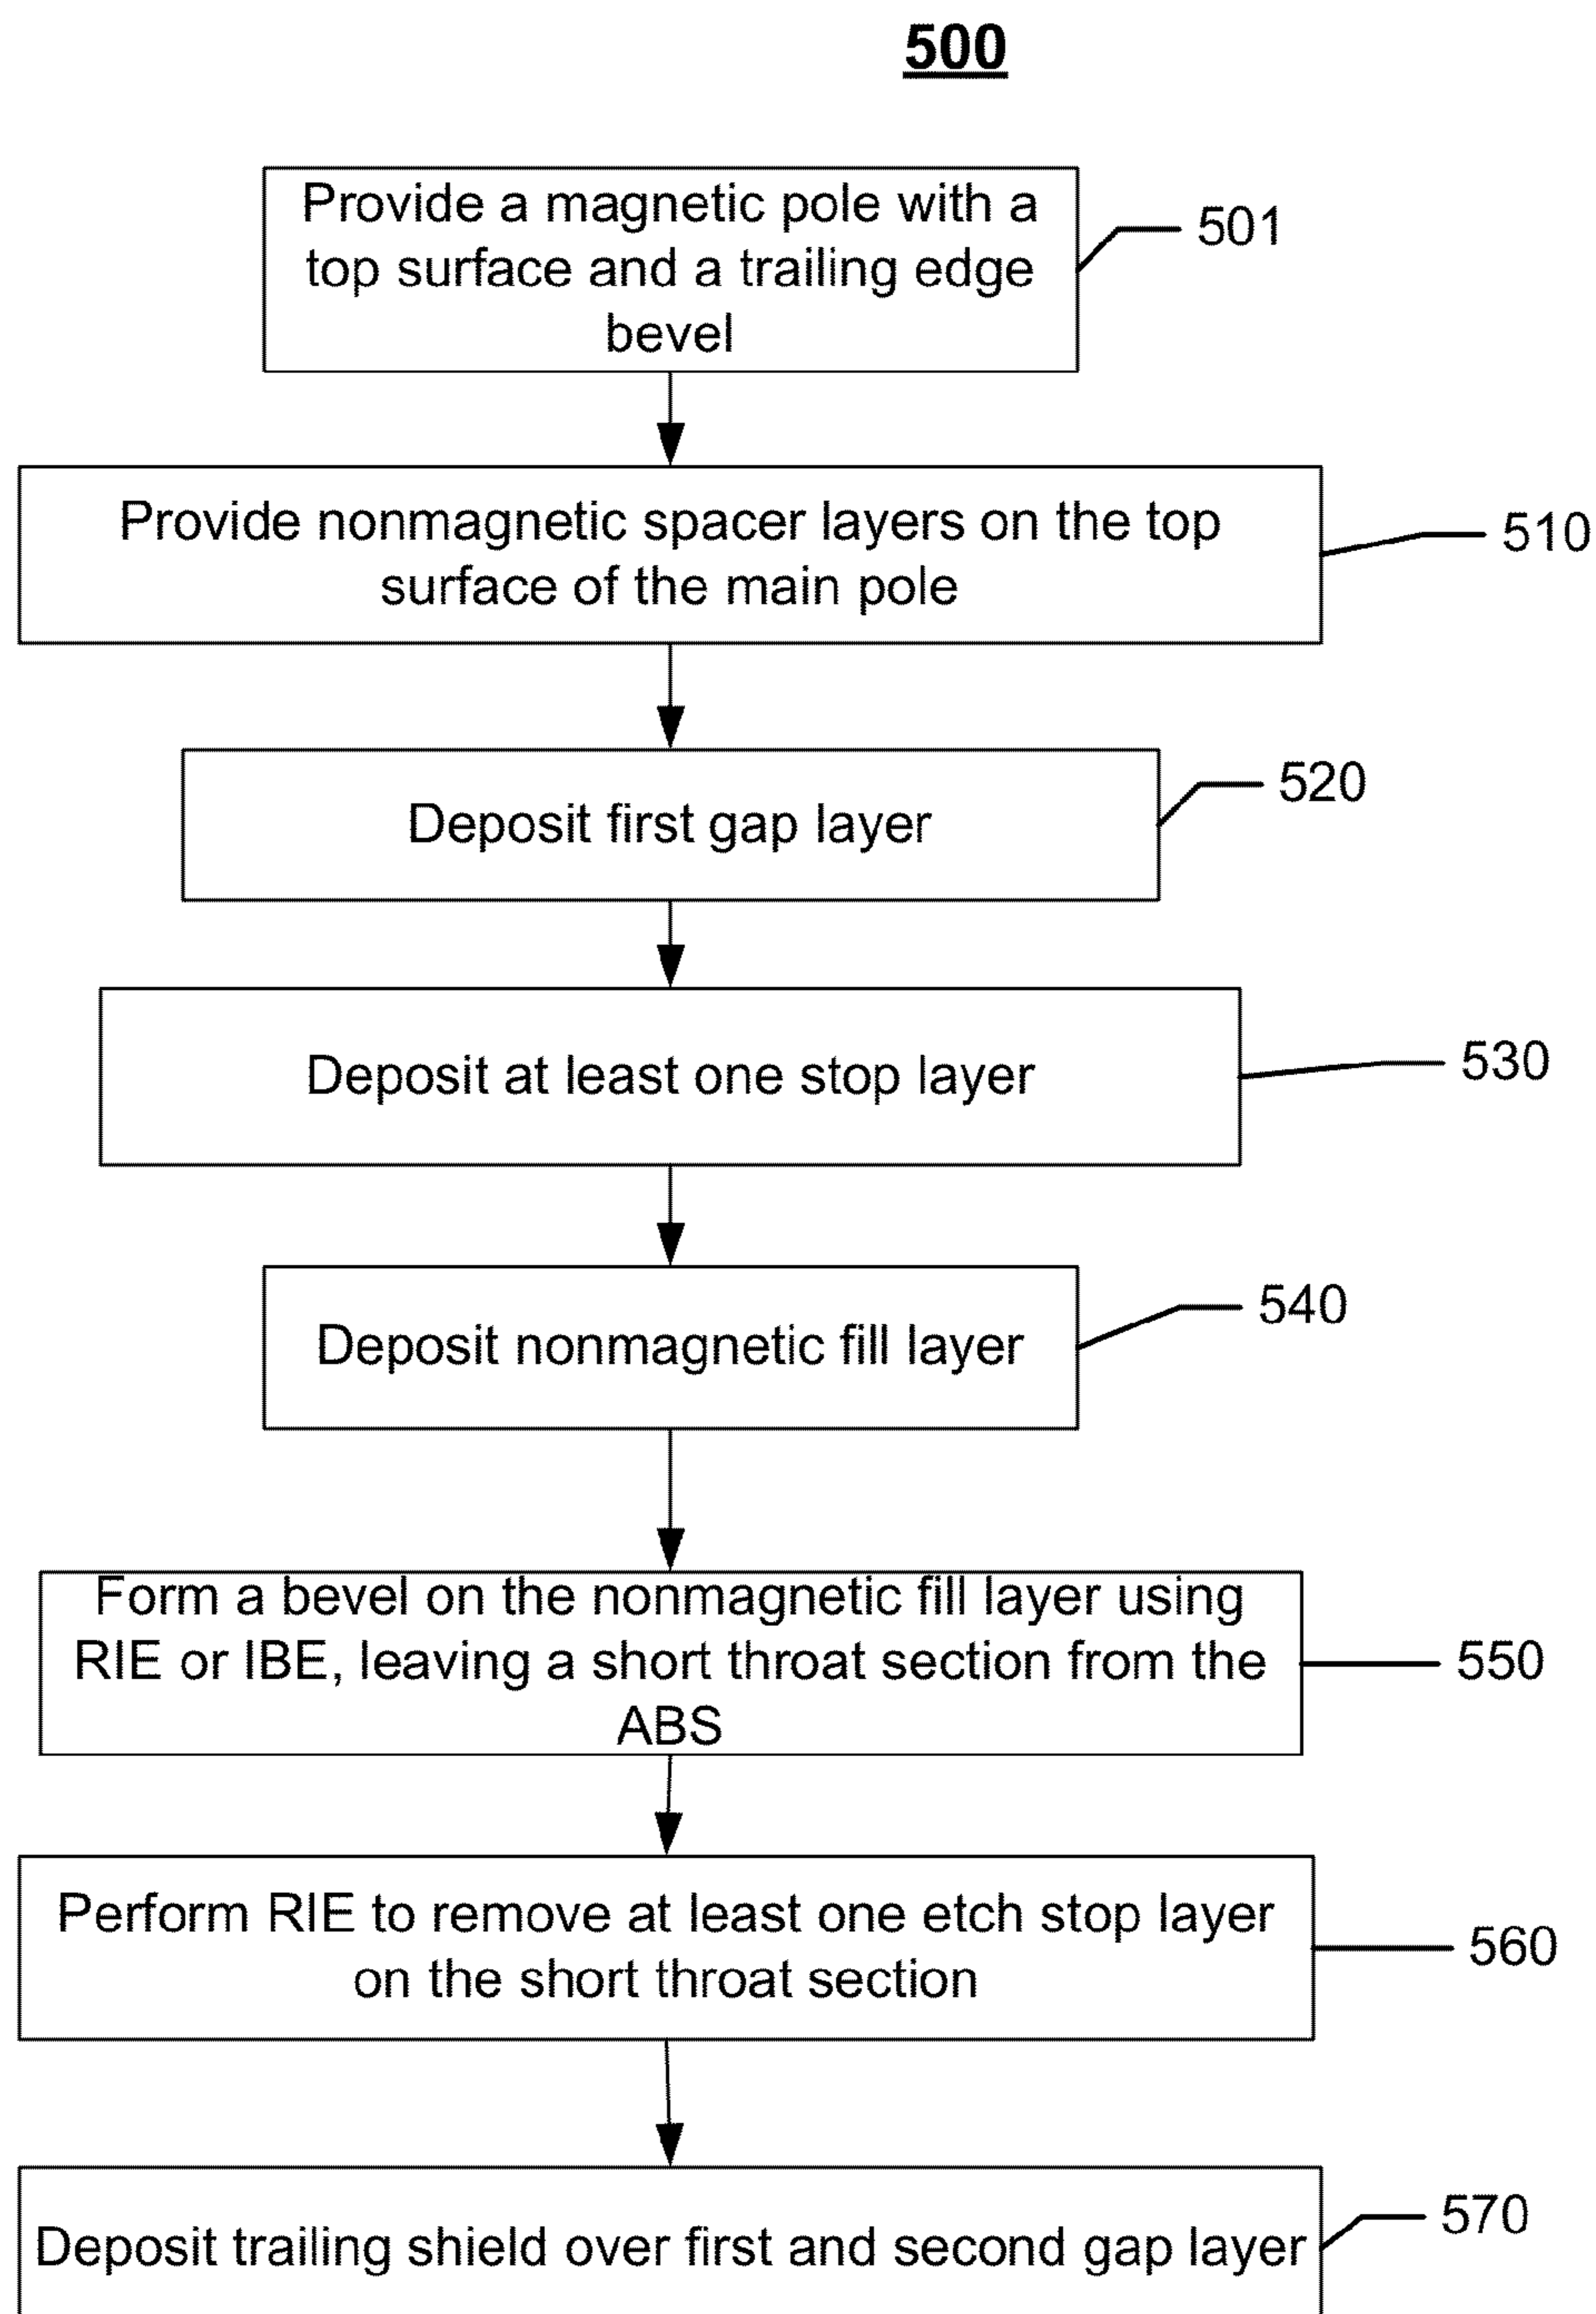 500
Provide a magnetic pole with a
top surface and a trailing edge
bevel
501
Provide nonmagnetic spacer layers on the top
surface of the main pole
510
Deposit first gap layer
520
Deposit at least one stop layer
530
Deposit nonmagnetic fill layer
540
Form a bevel on the nonmagnetic fill layer using
RIE or IBE, leaving a short throat section from the
ABS
550
Perform RIE to remove at least one etch stop layer
on the short throat section
560
Deposit trailing shield over first and second gap layer
570